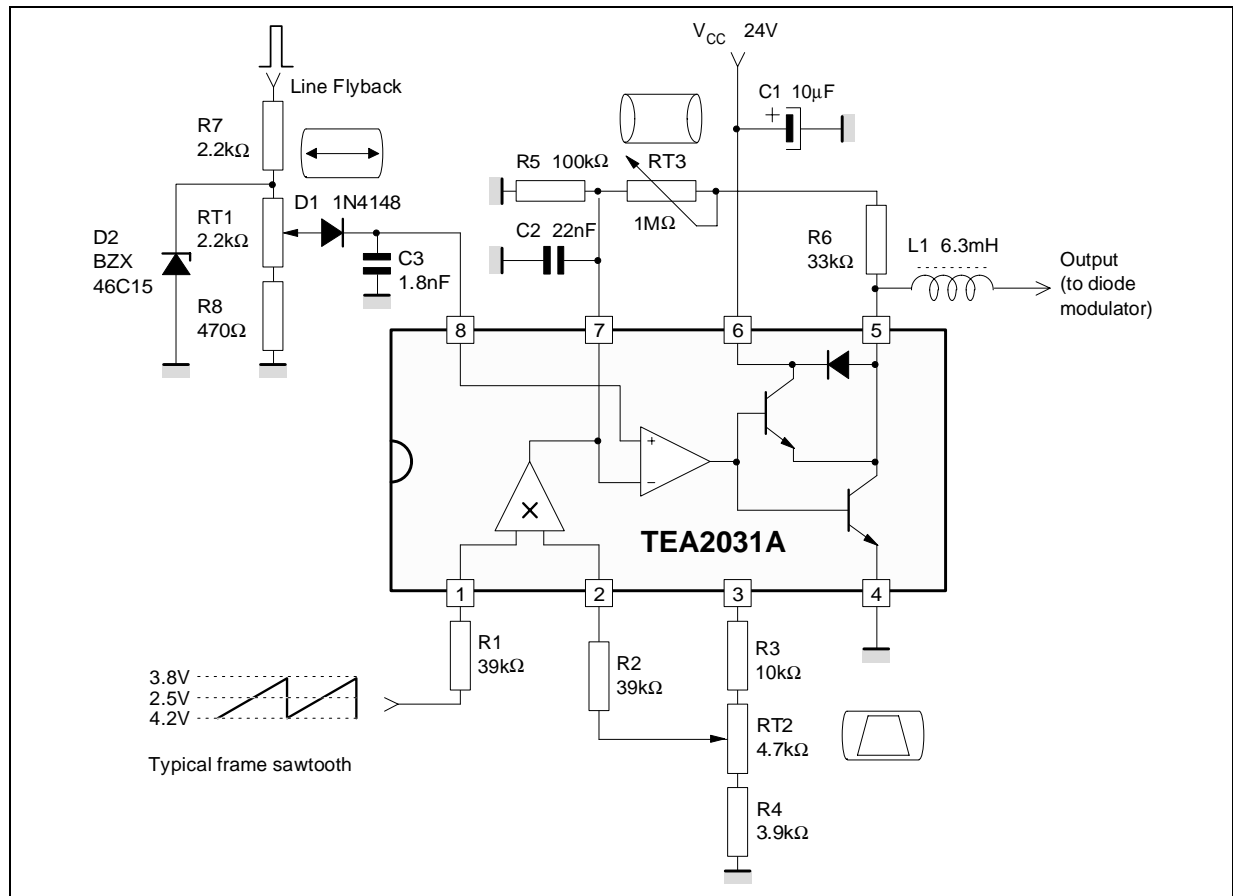 V_CC 24V
Line Flyback
C1 10µF
+
R7
2.2kΩ
R5 100kΩ
RT3
1MΩ
D1 1N4148
RT1
2.2kΩ
D2
BZX
46C15
C2 22nF
C3
1.8nF
R6
33kΩ
L1 6.3mH
Output
(to diode
modulator)
R8
470Ω
8
7
6
5
+
−
×
TEA2031A
1
2
3
4
R1
39kΩ
R2
39kΩ
R3
10kΩ
3.8V
2.5V
4.2V
RT2
4.7kΩ
Typical frame sawtooth
R4
3.9kΩ